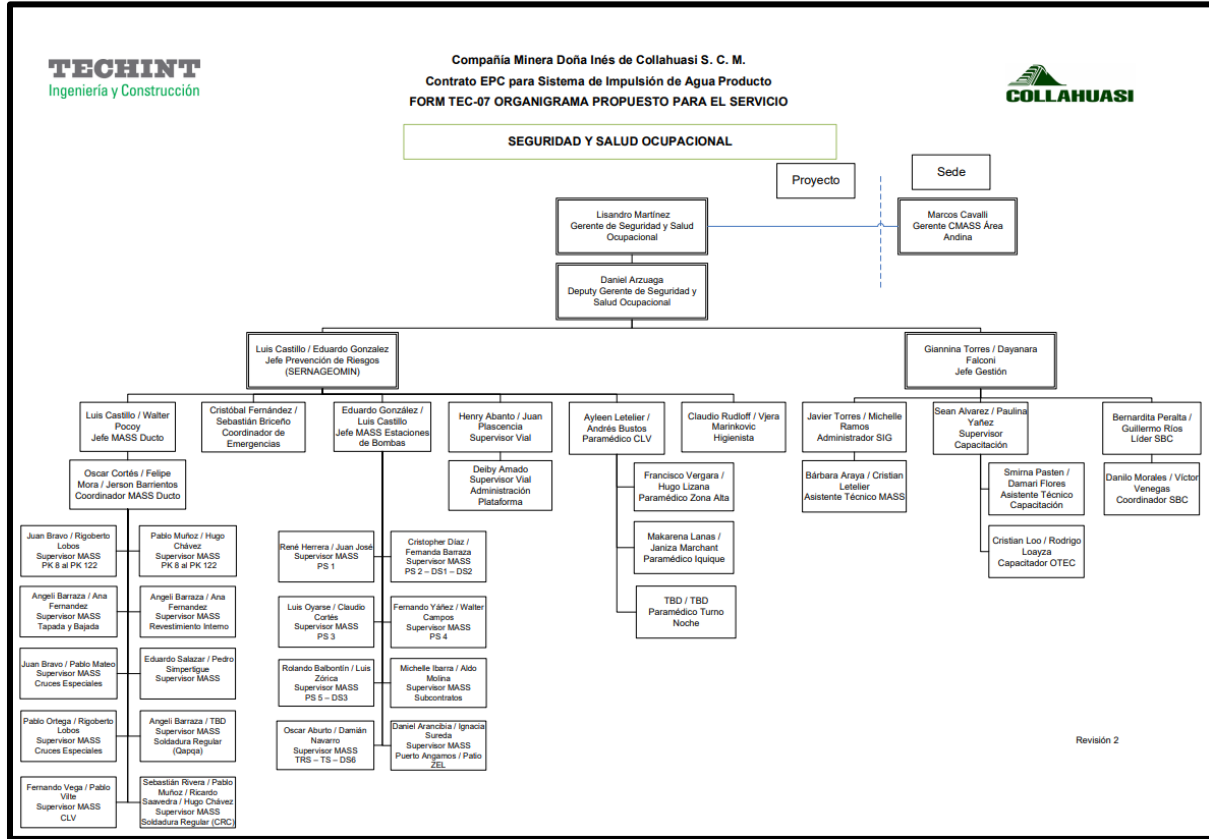 TECHINT
Ingeniería y Construcción
Compañía Minera Doña Inés de Collahuasi S. C. M.
Contrato EPC para Sistema de Impulsión de Agua Producto
FORM TEC-07 ORGANIGRAMA PROPUESTO PARA EL SERVICIO
COLLAHUASI
SEGURIDAD Y SALUD OCUPACIONAL
Proyecto
Sede
Lisandro Martínez
Gerente de Seguridad y Salud
Ocupacional
Marcos Cavalli
Gerente CMASS Área
Andina
Daniel Arzuaga
Deputy Gerente de Seguridad y
Salud Ocupacional
Luis Castillo / Eduardo Gonzalez
Jefe Prevención de Riesgos
(SERNAGEOMIN)
Giannina Torres / Dayanara
Falconi
Jefe Gestión
Luis Castillo / Walter
Pocoy
Jefe MASS Ducto
Cristóbal Fernández /
Sebastián Briceño
Coordinador de
Emergencias
Eduardo González /
Luis Castillo
Jefe MASS Estaciones
de Bombas
Henry Abanto / Juan
Plascencia
Supervisor Vial
Ayleen Letelier /
Andrés Bustos
Paramédico CLV
Claudio Rudloff / Vjera
Marinkovic
Higienista
Javier Torres / Michelle
Ramos
Administrador SIG
Sean Alvarez / Paulina
Yañez
Supervisor
Capacitación
Bernardita Peralta /
Guillermo Ríos
Líder SBC
Oscar Cortés / Felipe
Mora / Jerson Barrientos
Coordinador MASS Ducto
Deiby Amado
Supervisor Vial
Administración
Plataforma
Francisco Vergara /
Hugo Lizana
Paramédico Zona Alta
Bárbara Araya / Cristian
Letelier
Asistente Técnico MASS
Smirna Pasten /
Damari Flores
Asistente Técnico
Capacitación
Danilo Morales / Víctor
Venegas
Coordinador SBC
Juan Bravo / Rigoberto
Lobos
Supervisor MASS
PK 8 al PK 122
Pablo Muñoz / Hugo
Chávez
Supervisor MASS
PK 8 al PK 122
René Herrera / Juan José
Supervisor MASS
PS 1
Cristopher Díaz /
Fernanda Barraza
Supervisor MASS
PS 2 – DS1 – DS2
Makarena Lanas /
Janiza Marchant
Paramédico Iquique
Cristian Loo / Rodrigo
Loayza
Capacitador OTEC
Angeli Barraza / Ana
Fernandez
Supervisor MASS
Tapada y Bajada
Angeli Barraza / Ana
Fernandez
Supervisor MASS
Revestimiento Interno
Luis Oyarse / Claudio
Cortés
Supervisor MASS
PS 3
Fernando Yáñez / Walter
Campos
Supervisor MASS
PS 4
TBD / TBD
Paramédico Turno
Noche
Juan Bravo / Pablo Mateo
Supervisor MASS
Cruces Especiales
Eduardo Salazar / Pedro
Simpertigue
Supervisor MASS
Rolando Balbontín / Luis
Zórica
Supervisor MASS
PS 5 – DS3
Michelle Ibarra / Aldo
Molina
Supervisor MASS
Subcontratos
Pablo Ortega / Rigoberto
Lobos
Supervisor MASS
Cruces Especiales
Angeli Barraza / TBD
Supervisor MASS
Soldadura Regular
(Qapqa)
Oscar Aburto / Damián
Navarro
Supervisor MASS
TRS – TS – DS6
Daniel Arancibia / Ignacia
Sureda
Supervisor MASS
Puerto Angamos / Patio
ZEL
Revisión 2
Fernando Vega / Pablo
Vilte
Supervisor MASS
CLV
Sebastián Rivera / Pablo
Muñoz / Ricardo
Saavedra / Hugo Chávez
Supervisor MASS
Soldadura Regular (CRC)